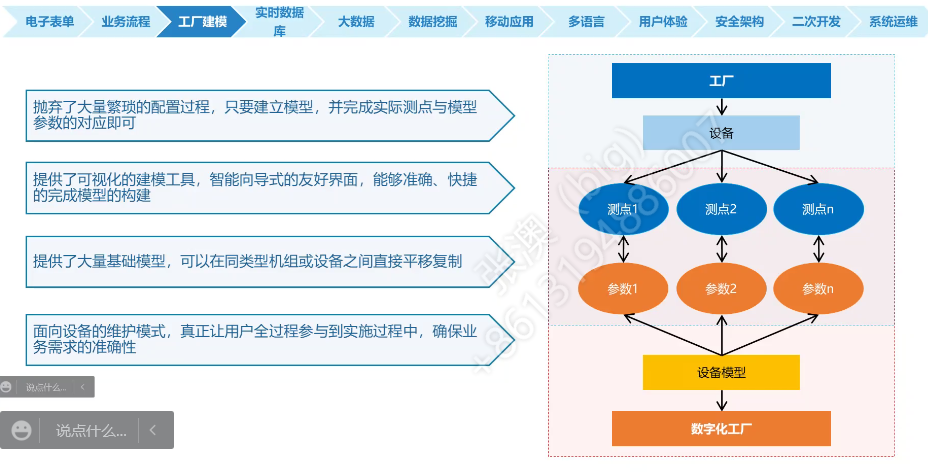 电子表单
业务流程
工厂建模
实时数据
库
大数据
数据挖掘
移动应用
多语言
用户体验
安全架构
二次开发
系统运维
抛弃了大量繁琐的配置过程，只要建立模型，并完成实际测点与模型
参数的对应即可
提供了可视化的建模工具，智能向导式的友好界面，能够准确、快捷
的完成模型的构建
提供了大量基础模型，可以在同类型机组或设备之间直接平移复制
面向设备的维护模式，真正让用户全过程参与到实施过程中，确保业
务需求的准确性
说点什么...
说点什么...
工厂
设备
测点1
测点2
测点n
参数1
参数2
参数n
设备模型
数字化工厂
张澳（big）
+8613194886007